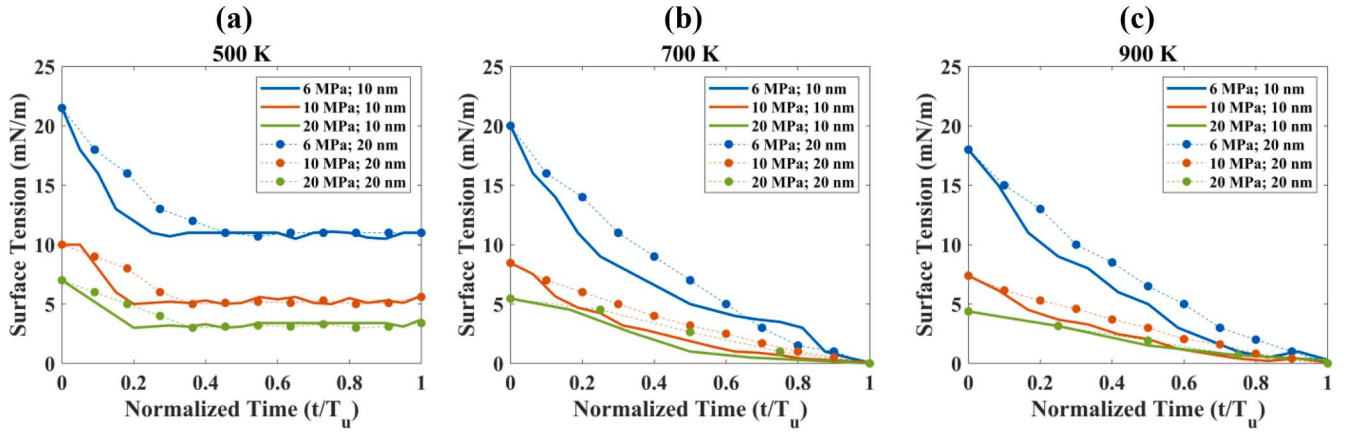 (a)
500 K
25
20
15
10
5
0
Surface Tension (mN/m)
6 MPa; 10 nm
10 MPa; 10 nm
20 MPa; 10 nm
6 MPa; 20 nm
10 MPa; 20 nm
20 MPa; 20 nm
0 0.2 0.4 0.6 0.8 1
Normalized Time (t/Tu)
(b)
700 K
25
20
15
10
5
0
Surface Tension (mN/m)
6 MPa; 10 nm
10 MPa; 10 nm
20 MPa; 10 nm
6 MPa; 20 nm
10 MPa; 20 nm
20 MPa; 20 nm
0 0.2 0.4 0.6 0.8 1
Normalized Time (t/Tu)
(c)
900 K
25
20
15
10
5
0
Surface Tension (mN/m)
6 MPa; 10 nm
10 MPa; 10 nm
20 MPa; 10 nm
6 MPa; 20 nm
10 MPa; 20 nm
20 MPa; 20 nm
0 0.2 0.4 0.6 0.8 1
Normalized Time (t/Tu)